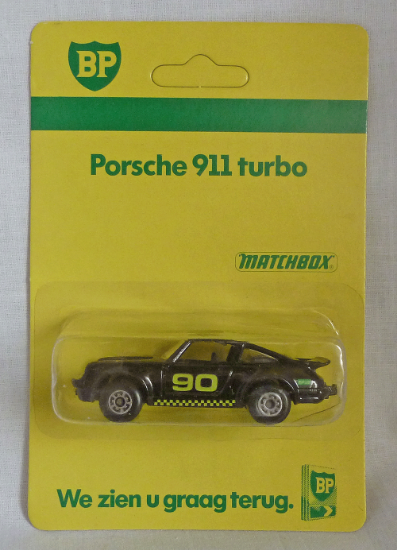 BP
Porsche 911 turbo
MATCHBOX
90
We zien u graag terug.
BP